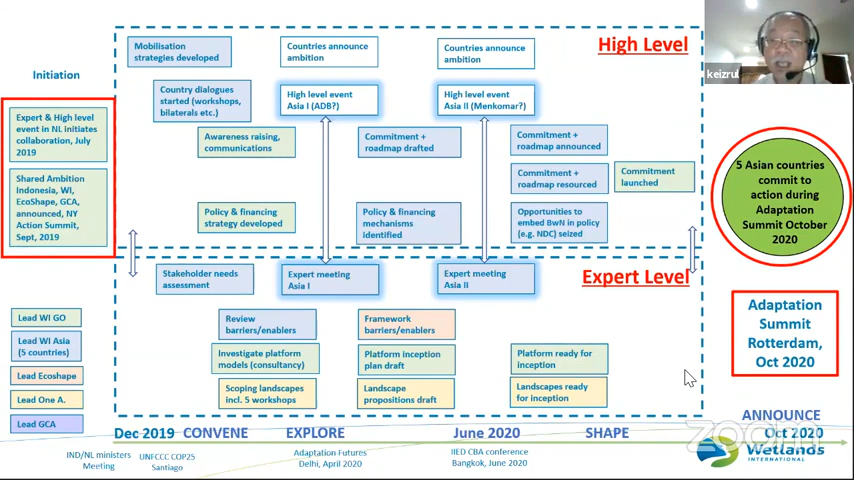 Initiation
Expert & High level
event in NL initiates
collaboration, July
2019
Shared Ambition
Indonesia, WI,
EcoShape, GCA,
announced, NY
Action Summit,
Sept, 2019
Lead WI GO
Lead WI Asia
(5 countries)
Lead Ecoshape
Lead One A.
Lead GCA
High Level
Mobilisation
strategies developed
Countries announce
ambition
Countries announce
ambition
Country dialogues
started (workshops,
bilaterals etc.)
High level event
Asia I (ADB?)
High level event
Asia II (Menkomar?)
Awareness raising,
communications
Commitment +
roadmap drafted
Commitment +
roadmap announced
Commitment +
roadmap resourced
Commitment
launched
Policy & financing
strategy developed
Policy & financing
mechanisms
identified
Opportunities to
embed BwN in policy
(e.g. NDC) seized
Expert Level
Stakeholder needs
assessment
Expert meeting
Asia I
Expert meeting
Asia II
Review
barriers/enablers
Framework
barriers/enablers
Investigate platform
models (consultancy)
Platform inception
plan draft
Platform ready for
inception
Scoping landscapes
incl. 5 workshops
Landscape
propositions draft
Landscapes ready
for inception
keizrul
5 Asian countries
commit to
action during
Adaptation
Summit October
2020
Adaptation
Summit
Rotterdam,
Oct 2020
ANNOUNCE
Dec 2019 CONVENE EXPLORE June 2020 SHAPE Oct 2020
IND/NL ministers
Meeting
UNFCCC COP25
Santiago
Adaptation Futures
Delhi, April 2020
IIED CBA conference
Bangkok, June 2020
zoom
Wetlands
INTERNATIONAL